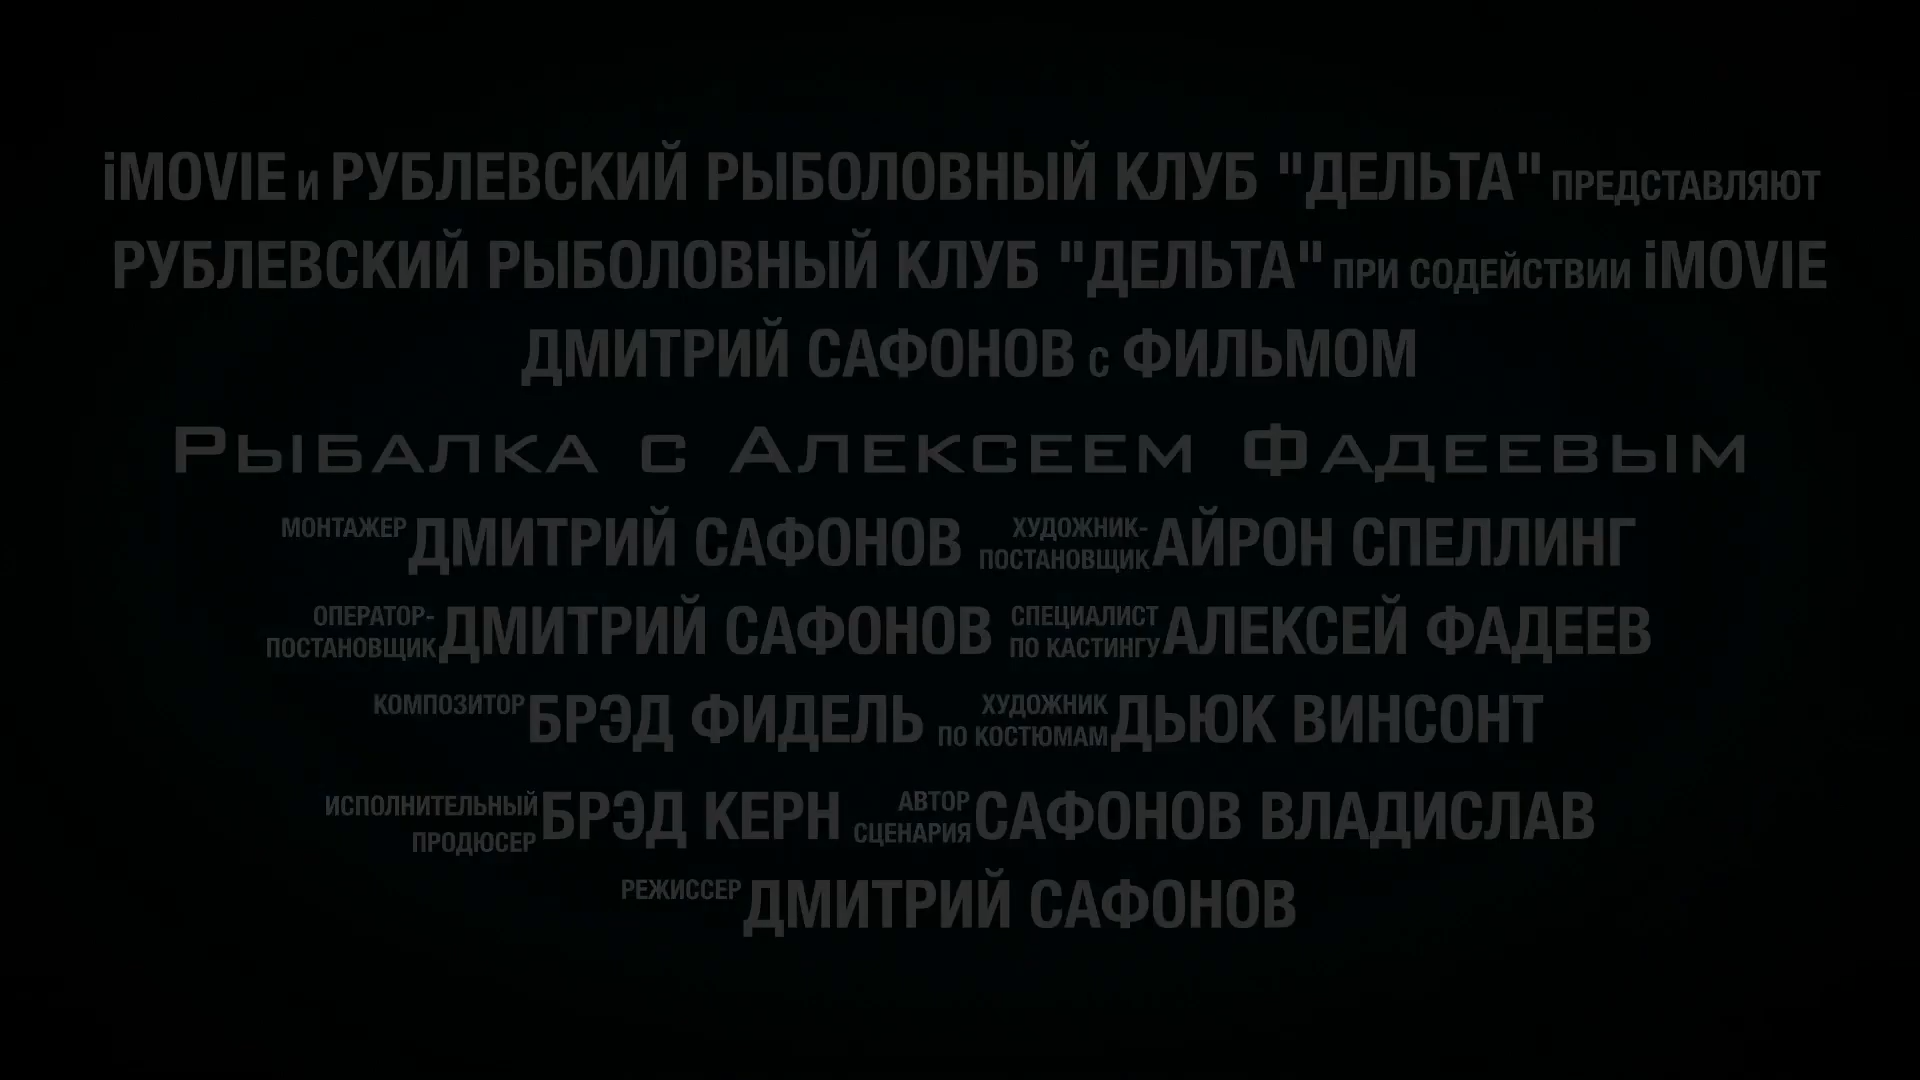 iMOVIE и РУБЛЕВСКИЙ РЫБОЛОВНЫЙ КЛУБ "ДЕЛЬТА" ПРЕДСТАВЛЯЮТ
РУБЛЕВСКИЙ РЫБОЛОВНЫЙ КЛУБ "ДЕЛЬТА" ПРИ СОДЕЙСТВИИ iMOVIE
ДМИТРИЙ САФОНОВ с ФИЛЬМОМ
Рыбалка с Алексеем Фадеевым
МОНТАЖЕР ДМИТРИЙ САФОНОВ ХУДОЖНИК-ПОСТАНОВЩИК АЙРОН СПЕЛЛИНГ
ОПЕРАТОР-ПОСТАНОВЩИК ДМИТРИЙ САФОНОВ СПЕЦИАЛИСТ ПО КАСТИНГУ АЛЕКСЕЙ ФАДЕЕВ
КОМПОЗИТОР БРЭД ФИДЕЛЬ ХУДОЖНИК ПО КОСТЮМАМ ДЬЮК ВИНСОНТ
ИСПОЛНИТЕЛЬНЫЙ ПРОДЮСЕР БРЭД КЕРН АВТОР СЦЕНАРИЯ САФОНОВ ВЛАДИСЛАВ
РЕЖИССЕР ДМИТРИЙ САФОНОВ